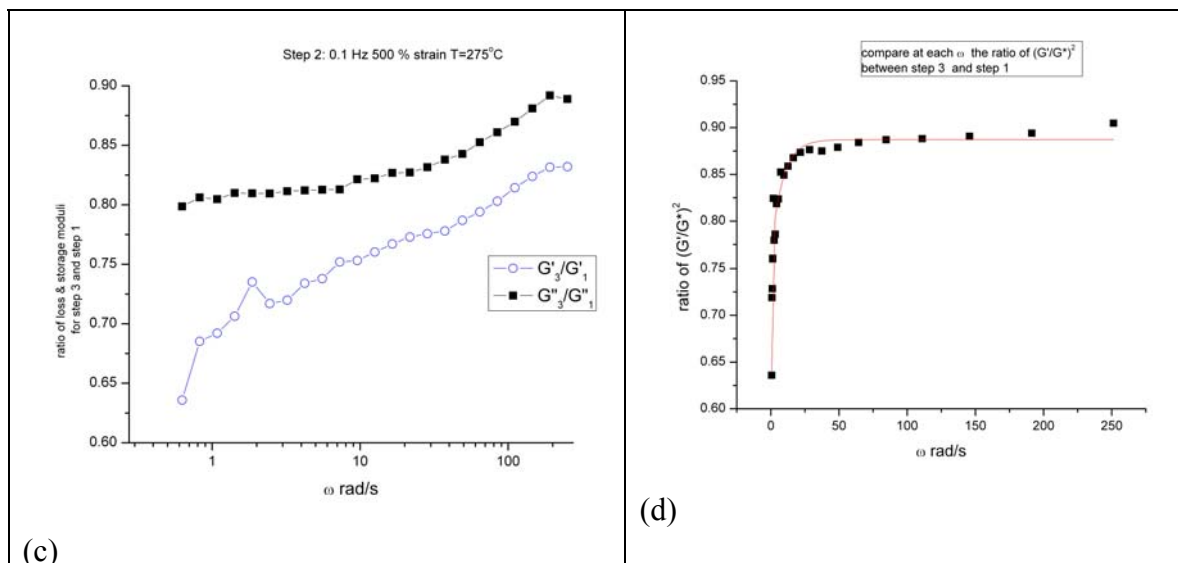 Step 2: 0.1 Hz 500 % strain T=275°C
ratio of loss & storage moduli
for step 3 and step 1
0.90
0.85
0.80
0.75
0.70
0.65
0.60
G'₃/G'₁
G"₃/G"₁
1
10
100
ω rad/s
(c)
compare at each ω the ratio of (G'/G*)²
between step 3 and step 1
ratio of (G'/G*)²
0.95
0.90
0.85
0.80
0.75
0.70
0.65
0.60
0
50
100
150
200
250
ω rad/s
(d)